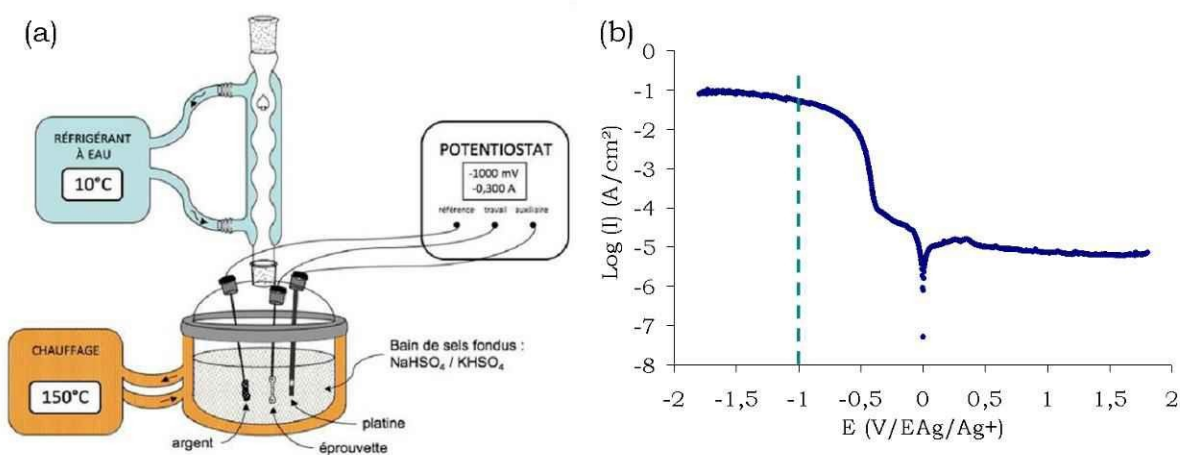 (a)
RÉFRIGÉRANT
À EAU
10°C
POTENTIOSTAT
-1000 mV
-0,300 A
référence travail auxiliaire
CHAUFFAGE
150°C
Bain de sels fondus :
NaHSO₄ / KHSO₄
platine
argent
éprouvette
(b)
Log (I) (A/cm²)
0
-1
-2
-3
-4
-5
-6
-7
-8
-2 -1,5 -1 -0,5 0 0,5 1 1,5 2
E (V/EAg/Ag+)